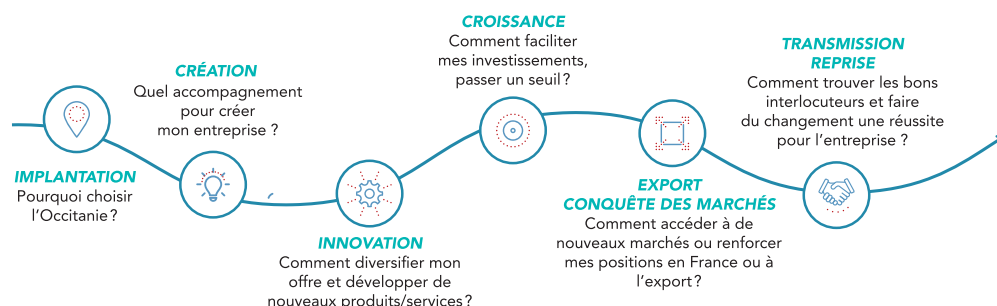 IMPLANTATION
Pourquoi choisir
l'Occitanie ?
CRÉATION
Quel accompagnement
pour créer
mon entreprise ?
INNOVATION
Comment diversifier mon
offre et développer de
nouveaux produits/services ?
CROISSANCE
Comment faciliter
mes investissements,
passer un seuil ?
EXPORT
CONQUÊTE DES MARCHÉS
Comment accéder à de
nouveaux marchés ou renforcer
mes positions en France ou à
l'export ?
TRANSMISSION
REPRISE
Comment trouver les bons
interlocuteurs et faire
du changement une réussite
pour l'entreprise ?